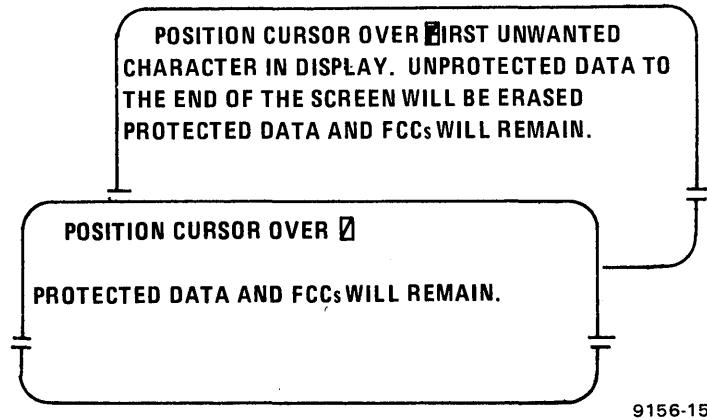 POSITION CURSOR OVER FIRST UNWANTED
CHARACTER IN DISPLAY. UNPROTECTED DATA TO
THE END OF THE SCREEN WILL BE ERASED
PROTECTED DATA AND FCCs WILL REMAIN.
POSITION CURSOR OVER
PROTECTED DATA AND FCCs WILL REMAIN.
9156-15